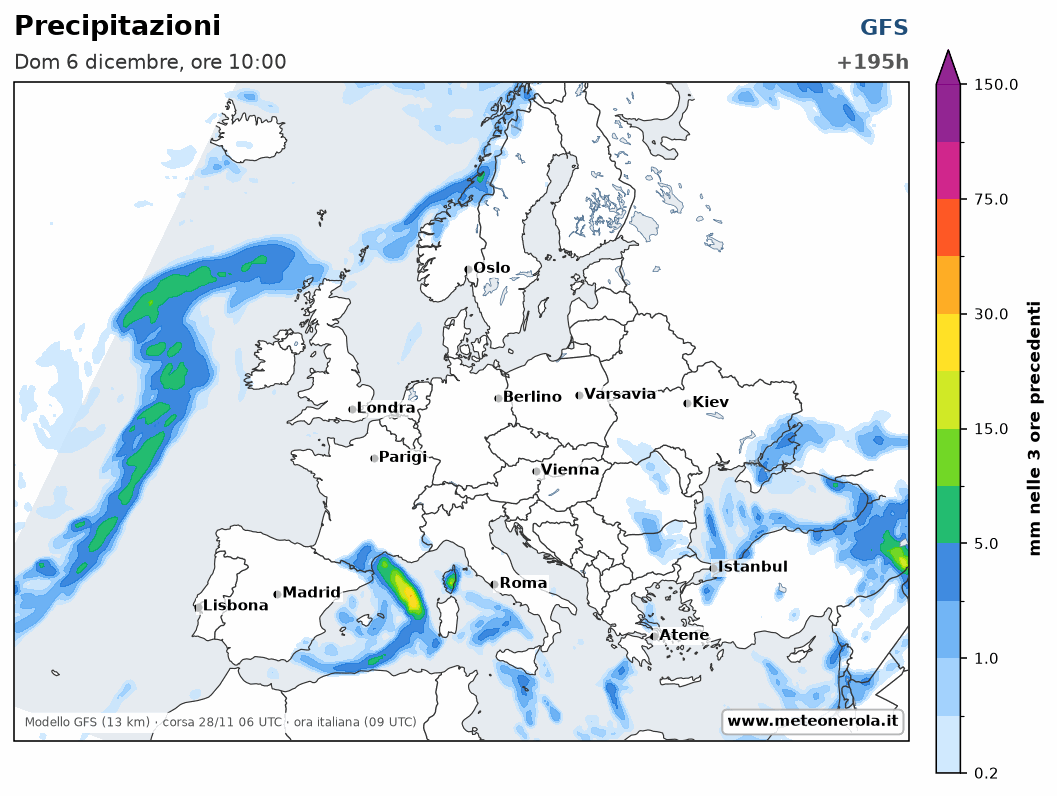 Precipitazioni
GFS
Dom 6 dicembre, ore 10:00
+195h
150.0
75.0
30.0
15.0
5.0
1.0
0.2
mm nelle 3 ore precedenti
Oslo
Berlino
Varsavia
Kiev
Londra
Parigi
Vienna
Istanbul
Roma
Madrid
Lisbona
Atene
Modello GFS (13 km) · corsa 28/11 06 UTC · ora italiana (09 UTC)
www.meteonerola.it